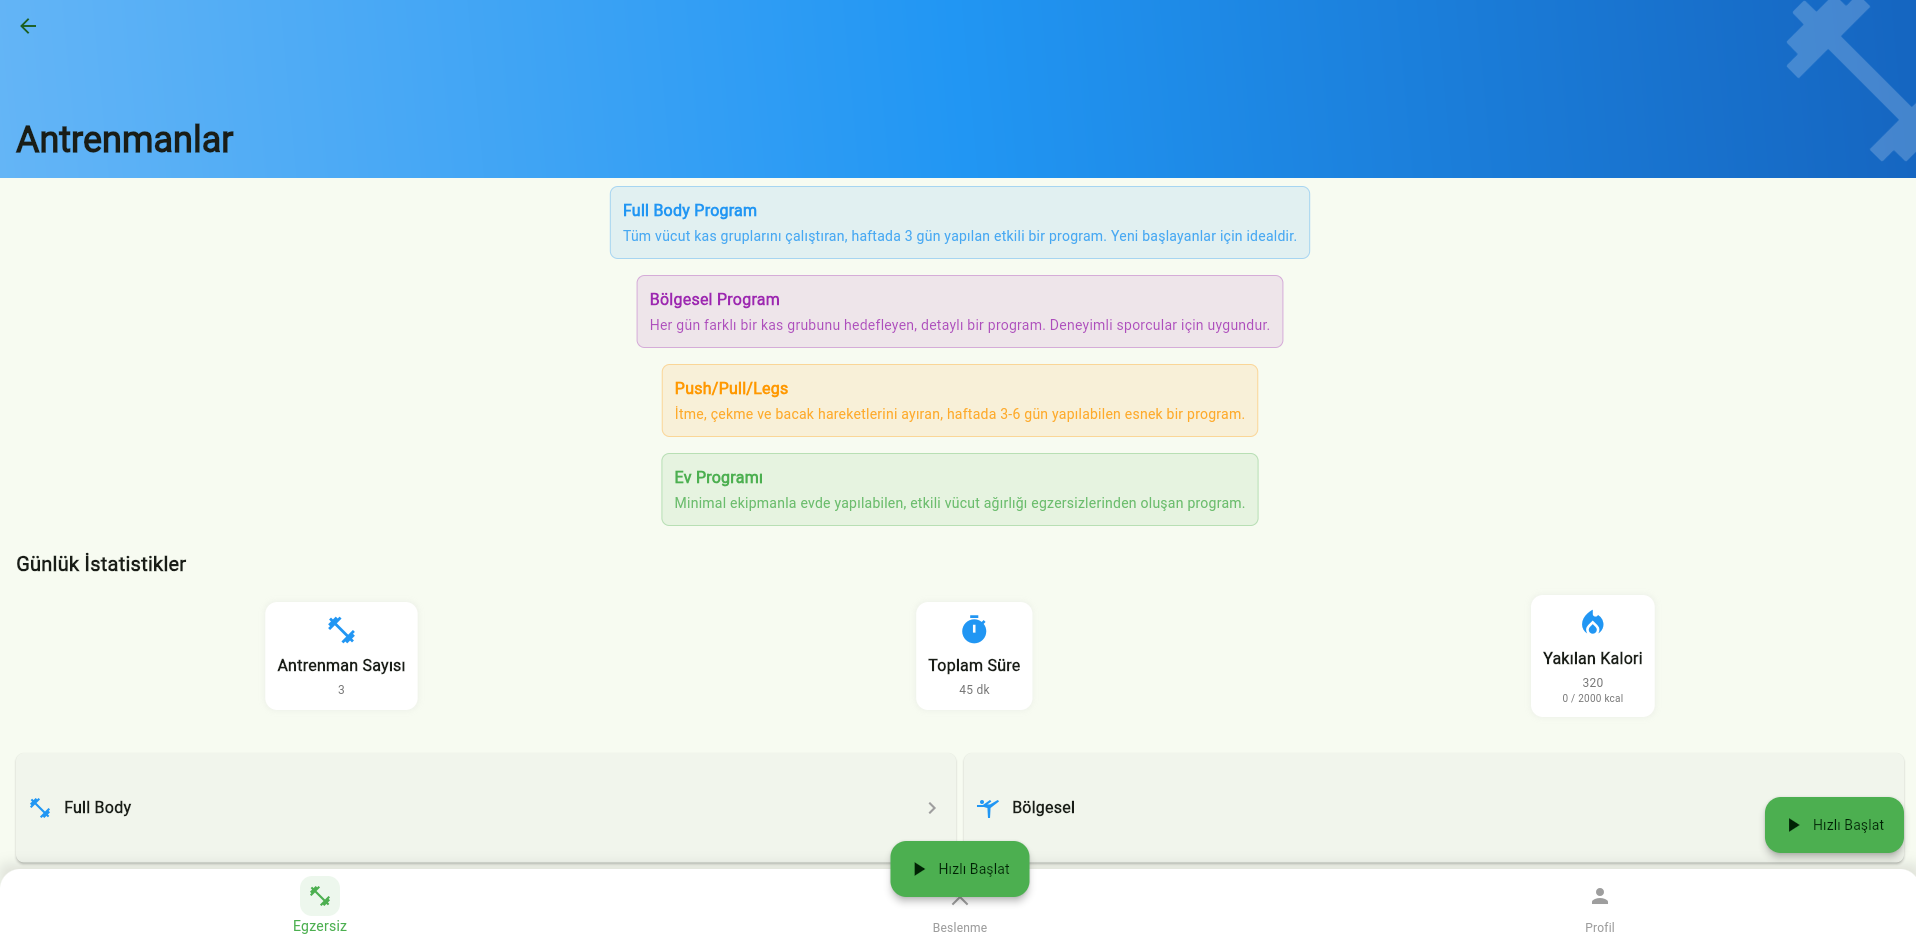 Antrenmanlar
Full Body Program
Tüm vücut kas gruplarını çalıştıran, haftada 3 gün yapılan etkili bir program. Yeni başlayanlar için idealdir.
Bölgesel Program
Her gün farklı bir kas grubunu hedefleyen, detaylı bir program. Deneyimli sporcular için uygundur.
Push/Pull/Legs
İtme, çekme ve bacak hareketlerini ayıran, haftada 3-6 gün yapılabilen esnek bir program.
Ev Programı
Minimal ekipmanla evde yapılabilen, etkili vücut ağırlığı egzersizlerinden oluşan program.
Günlük İstatistikler
Antrenman Sayısı
3
Toplam Süre
45 dk
Yakılan Kalori
320
0 / 2000 kcal
Full Body
Bölgesel
Hızlı Başlat
Hızlı Başlat
Egzersiz
Beslenme
Profil